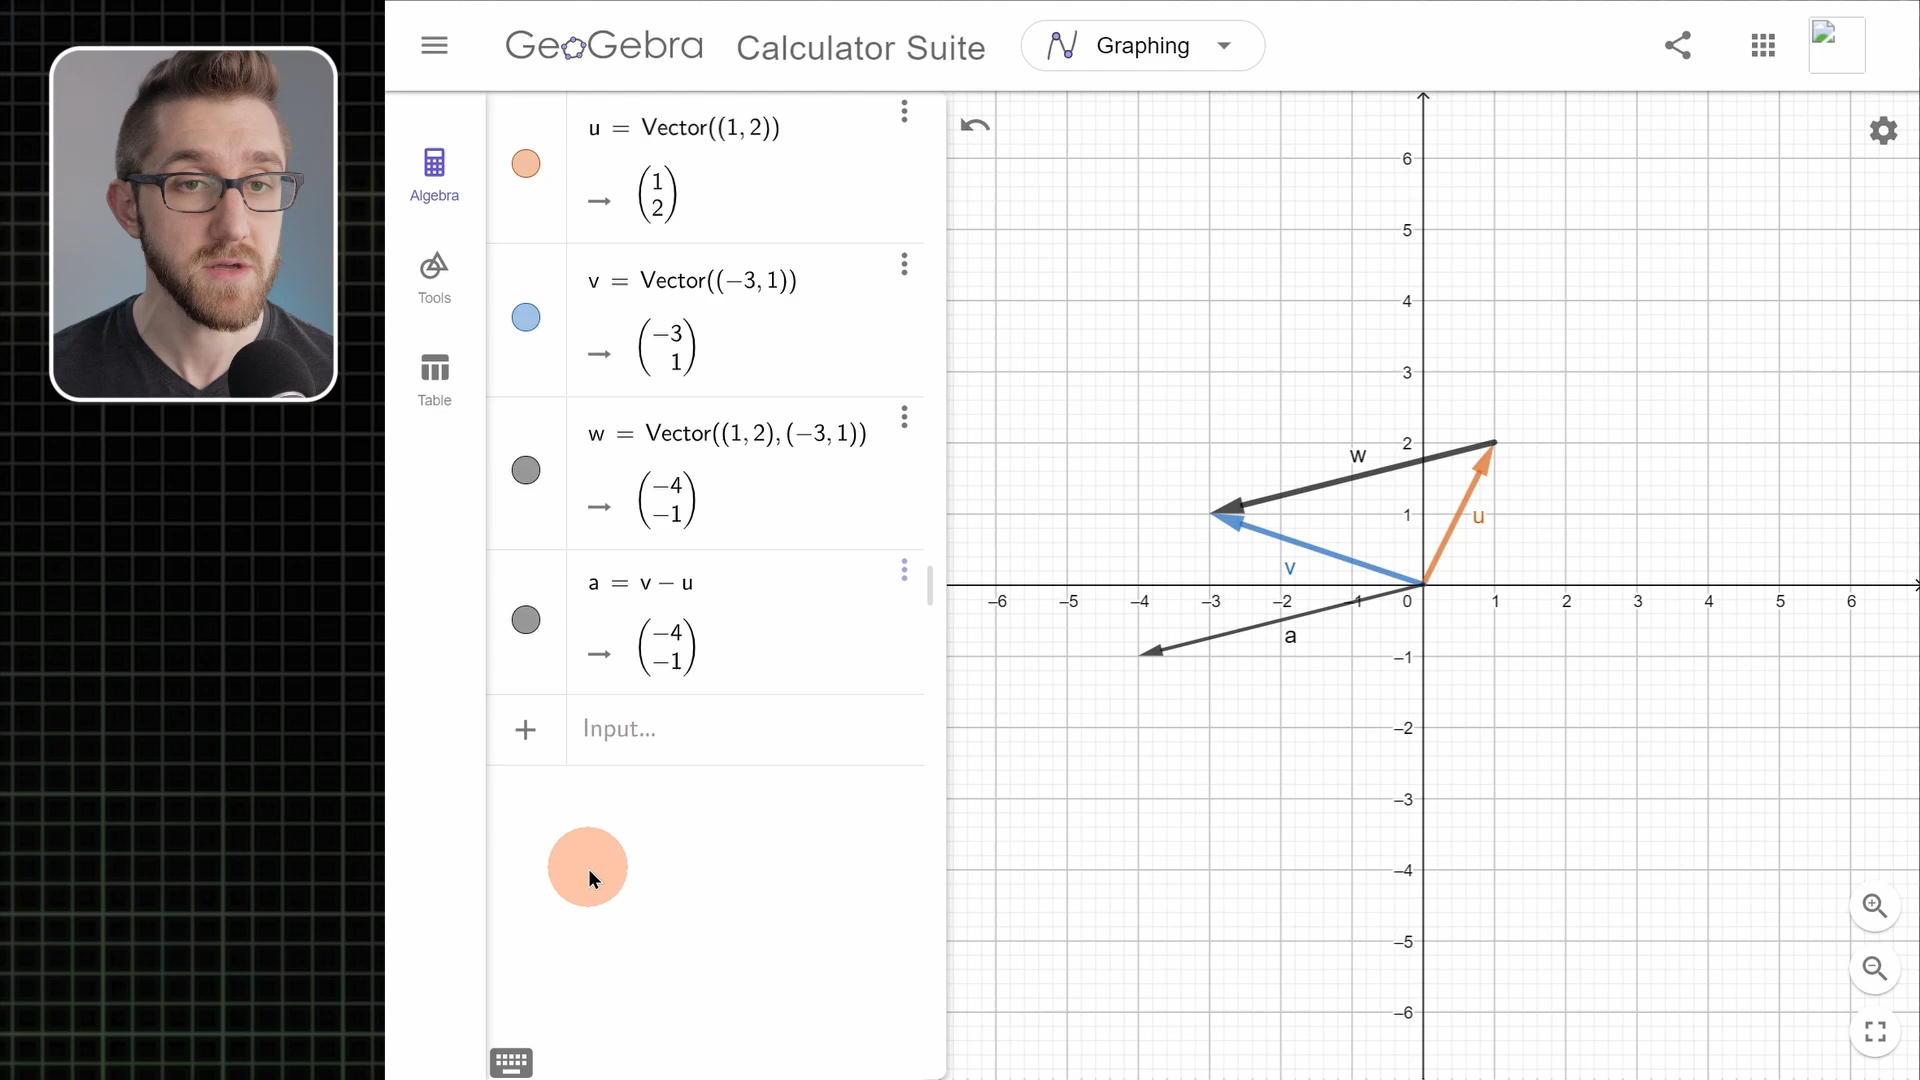 GeoGebra Calculator Suite Graphing
Algebra
Tools
Table
u = Vector((1, 2))
→ (1
2)
v = Vector((−3, 1))
→ (−3
1)
w = Vector((1, 2), (−3, 1))
→ (−4
−1)
a = v − u
→ (−4
−1)
+ Input...
6
5
4
3
2
1
w
u
v
a
–6 –5 –4 –3 –2 –1 0 1 2 3 4 5 6
–1
–2
–3
–4
–5
–6